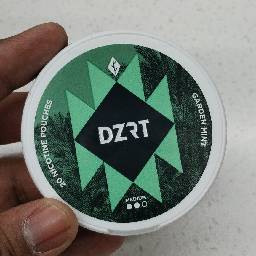 DZRT
20 NICOTINE POUCHES
GARDEN MINT
MEDIUM